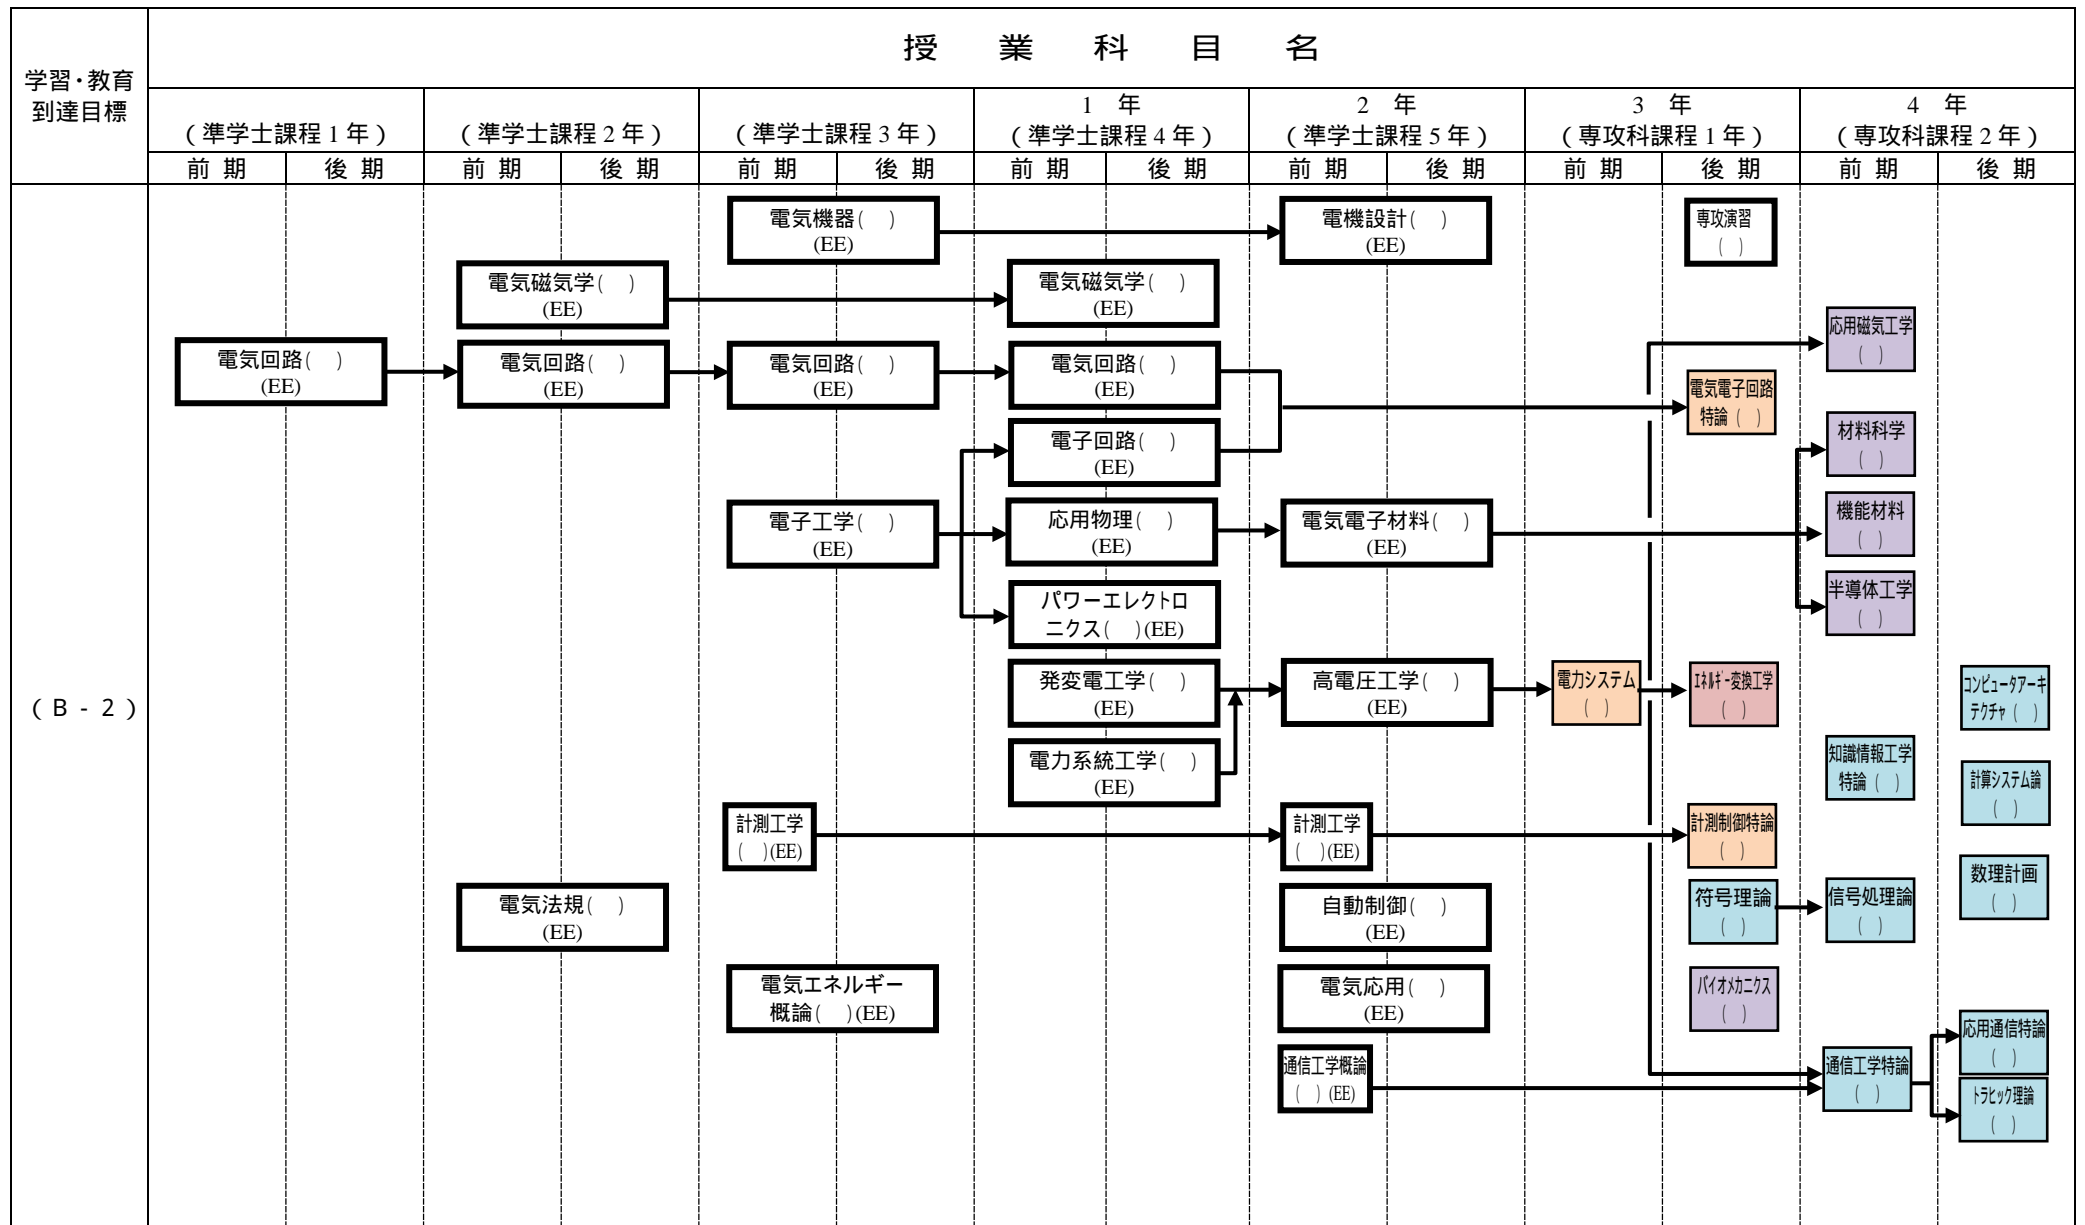 授　業　科　目　名
学習・教育
到達目標
1　年
2　年
3　年
4　年
(準学士課程1年)
(準学士課程2年)
(準学士課程3年)
(準学士課程4年)
(準学士課程5年)
(専攻科課程1年)
(専攻科課程2年)
前 期
後 期
前 期
後 期
前 期
後 期
前 期
後 期
前 期
後 期
前 期
後 期
前 期
後 期
(B-2)
電気機器(　)
(EE)
電機設計(　)
(EE)
専攻演習
(　)
電気磁気学(　)
(EE)
電気磁気学(　)
(EE)
応用磁気工学
(　)
電気回路(　)
(EE)
電気回路(　)
(EE)
電気回路(　)
(EE)
電気回路(　)
(EE)
電気電子回路
特論(　)
電子回路(　)
(EE)
材料科学
(　)
電子工学(　)
(EE)
応用物理(　)
(EE)
電気電子材料(　)
(EE)
機能材料
(　)
パワーエレクトロ
ニクス(　)(EE)
半導体工学
(　)
発変電工学(　)
(EE)
高電圧工学(　)
(EE)
電力システム
(　)
エネルギー変換工学
(　)
コンピュータアーキ
テクチャ(　)
電力系統工学(　)
(EE)
知識情報工学
特論(　)
計算システム論
(　)
計測工学
(　)(EE)
計測工学
(　)(EE)
計測制御特論
(　)
電気法規(　)
(EE)
自動制御(　)
(EE)
符号理論
(　)
信号処理論
(　)
数理計画
(　)
電気エネルギー
概論(　)(EE)
電気応用(　)
(EE)
バイオメカニクス
(　)
通信工学概論
(　)(EE)
通信工学特論
(　)
応用通信特論
(　)
トラヒック理論
(　)